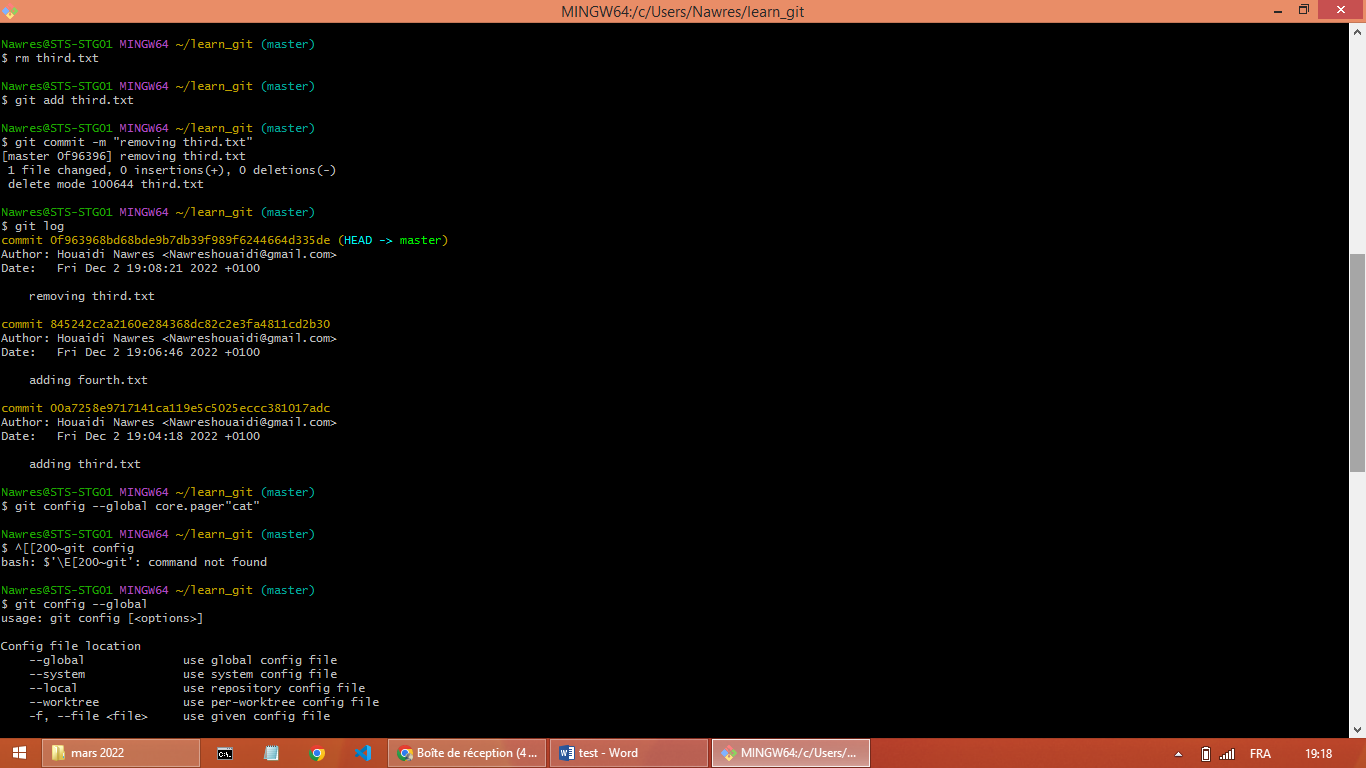 MINGW64:/c/Users/Nawres/learn_git
Nawres@STS-STG01 MINGW64 ~/learn_git (master)
$ rm third.txt
Nawres@STS-STG01 MINGW64 ~/learn_git (master)
$ git add third.txt
Nawres@STS-STG01 MINGW64 ~/learn_git (master)
$ git commit -m "removing third.txt"
[master 0f96396] removing third.txt
 1 file changed, 0 insertions(+), 0 deletions(-)
 delete mode 100644 third.txt
Nawres@STS-STG01 MINGW64 ~/learn_git (master)
$ git log
commit 0f963968bd68bde9b7db39f989f6244664d335de (HEAD -> master)
Author: Houaidi Nawres <Nawreshouaidi@gmail.com>
Date:   Fri Dec 2 19:08:21 2022 +0100
    removing third.txt
commit 845242c2a2160e284368dc82c2e3fa4811cd2b30
Author: Houaidi Nawres <Nawreshouaidi@gmail.com>
Date:   Fri Dec 2 19:06:46 2022 +0100
    adding fourth.txt
commit 00a7258e9717141ca119e5c5025eccc381017adc
Author: Houaidi Nawres <Nawreshouaidi@gmail.com>
Date:   Fri Dec 2 19:04:18 2022 +0100
    adding third.txt
Nawres@STS-STG01 MINGW64 ~/learn_git (master)
$ git config --global core.pager"cat"
Nawres@STS-STG01 MINGW64 ~/learn_git (master)
$ ^[[200~git config
bash: $'\E[200~git': command not found
Nawres@STS-STG01 MINGW64 ~/learn_git (master)
$ git config --global
usage: git config [<options>]
Config file location
    --global              use global config file
    --system              use system config file
    --local               use repository config file
    --worktree            use per-worktree config file
    -f, --file <file>     use given config file
mars 2022
C:\.
Boîte de réception (4 ...
test - Word
MINGW64:/c/Users/...
FRA
19:18